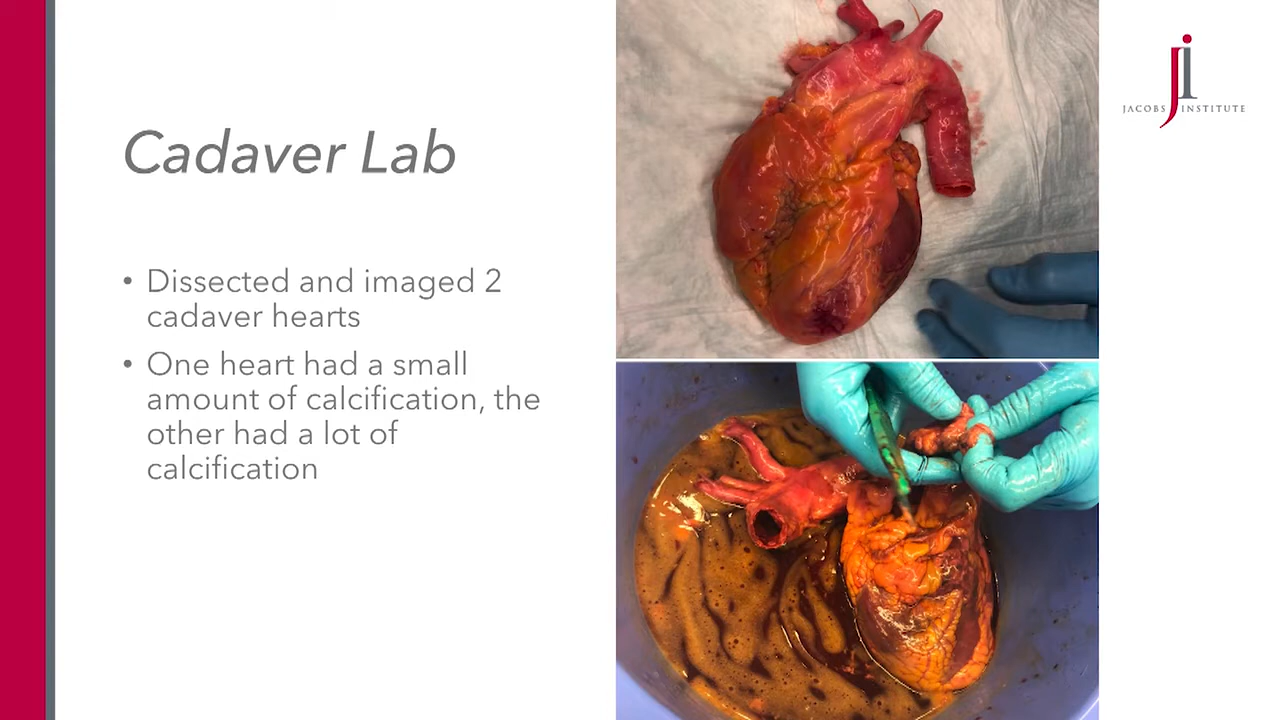 Cadaver Lab
• Dissected and imaged 2
cadaver hearts
• One heart had a small
amount of calcification, the
other had a lot of
calcification
JACOBS INSTITUTE